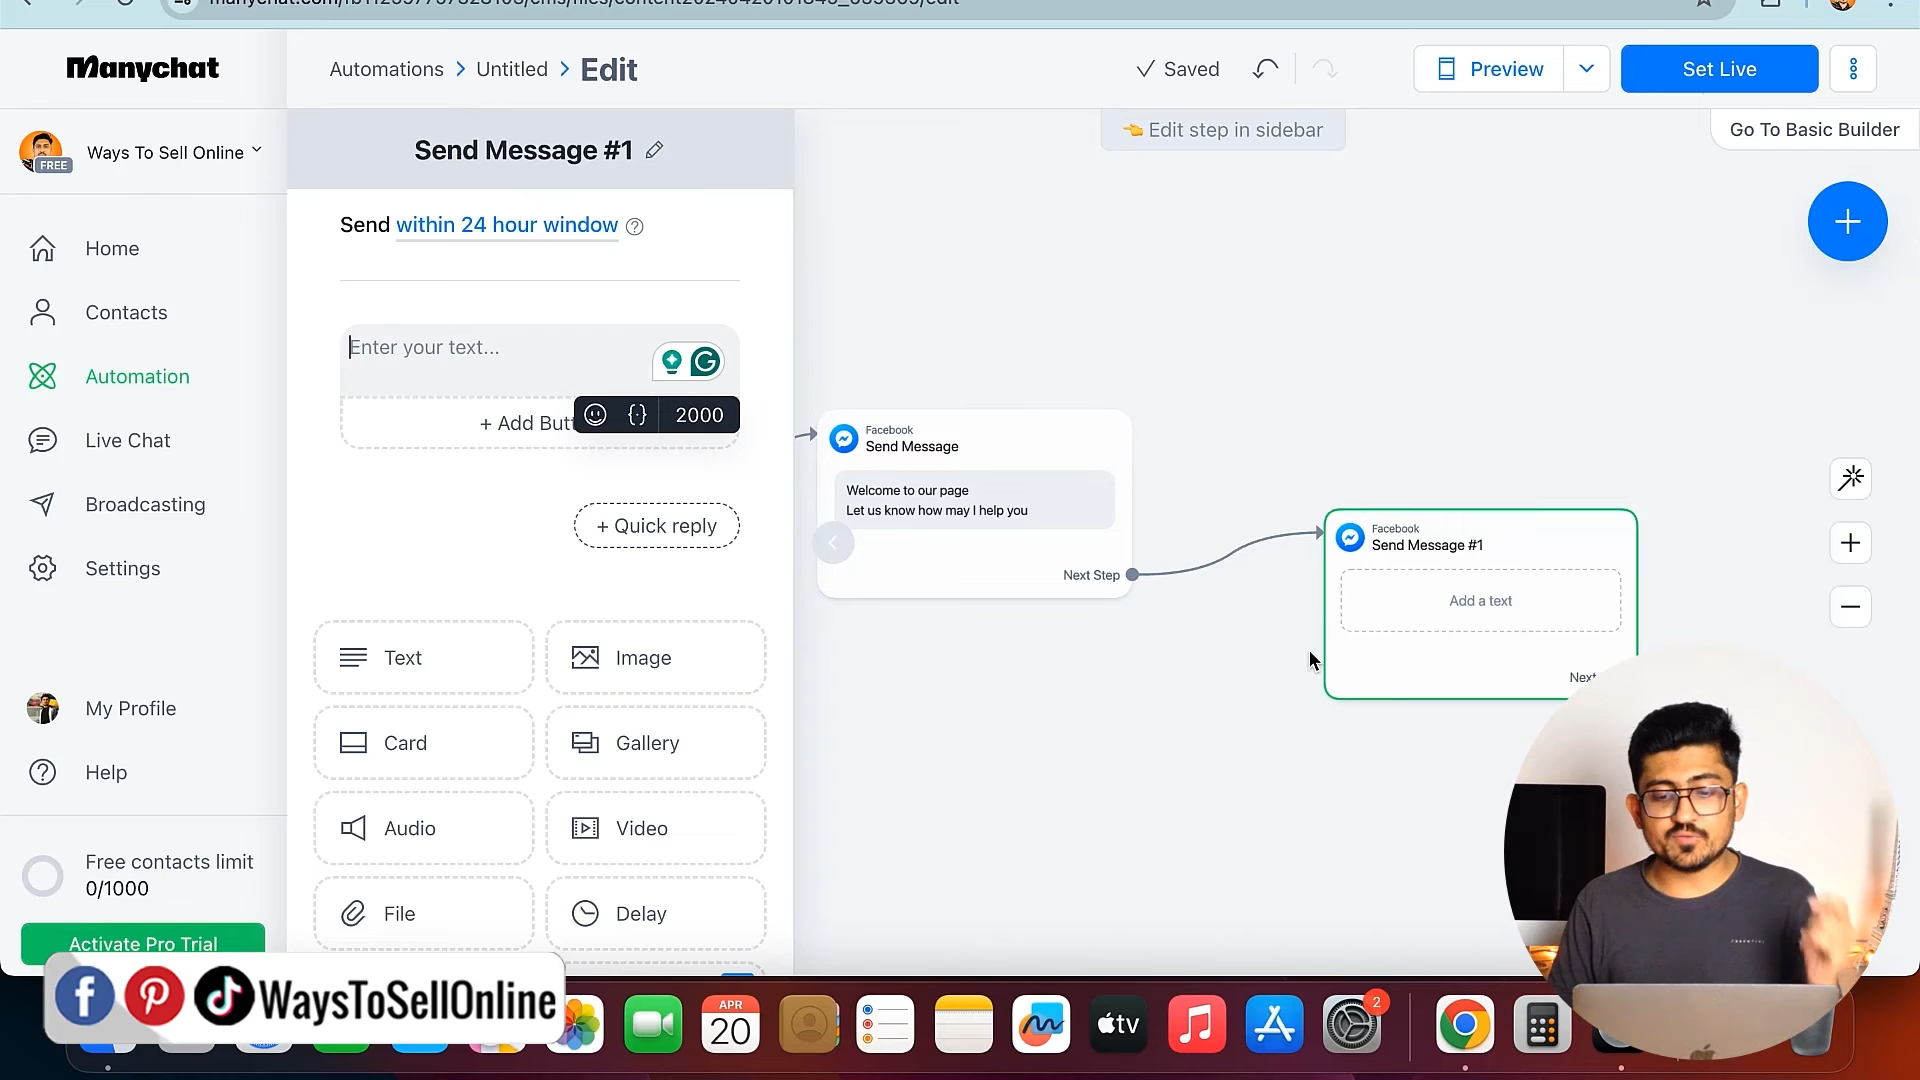 Manychat
Automations > Untitled > Edit
Saved
Preview
Set Live
Ways To Sell Online
FREE
Send Message #1
Edit step in sidebar
Go To Basic Builder
Home
Contacts
Automation
Live Chat
Broadcasting
Settings
My Profile
Help
Free contacts limit
0/1000
Activate Pro Trial
Send within 24 hour window
Enter your text...
+ Add Butt
2000
+ Quick reply
Text
Image
Card
Gallery
Audio
Video
File
Delay
Facebook
Send Message
Welcome to our page
Let us know how may I help you
Next Step
Facebook
Send Message #1
Add a text
Next
WaysToSellOnline
APR
20
tv
2